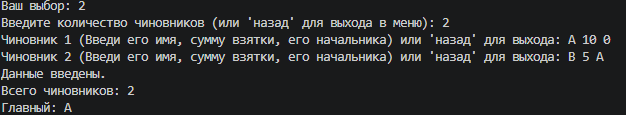 Ваш выбор: 2
Введите количество чиновников (или 'назад' для выхода в меню): 2
Чиновник 1 (Введи его имя, сумму взятки, его начальника) или 'назад' для выхода: A 10 0
Чиновник 2 (Введи его имя, сумму взятки, его начальника) или 'назад' для выхода: B 5 A
Данные введены.
Всего чиновников: 2
Главный: A